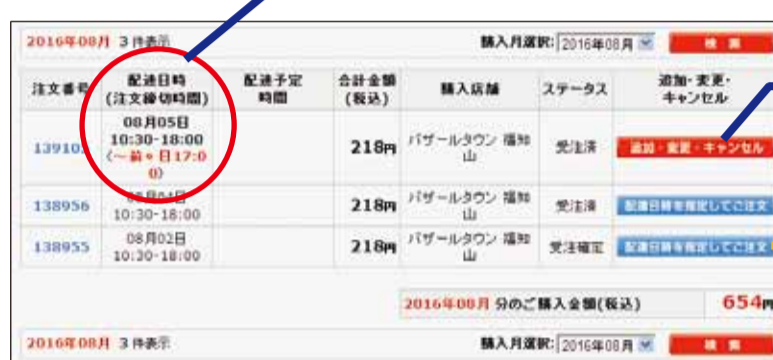 2016年08月 3 件表示 購入月選択: 2016年08月 検 索
注文番号 配達日時 (注文締切時間) 配達予定時間 合計金額 (税込) 購入店舗 ステータス 追加・変更・キャンセル
08月05日
10:30-18:00
(～前々日17:00)
13910 218円 バザールタウン 福知山 受注済 追加・変更・キャンセル
138956 10:30-18:00 218円 バザールタウン 福知山 受注済 配達日時を指定してご注文
138955 08月02日 10:30-18:00 218円 バザールタウン 福知山 受注確定 配達日時を指定してご注文
2016年08月 分のご購入金額(税込) 654円
2016年08月 3 件表示 購入月選択: 2016年08月 検 索